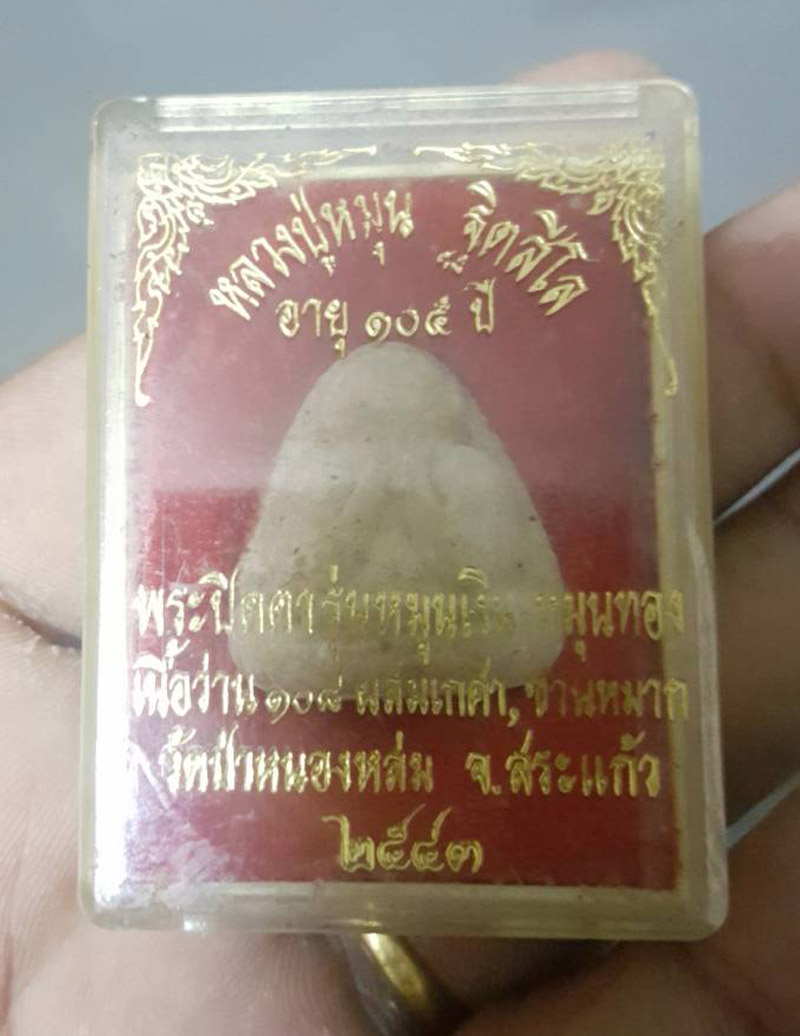 หลวงปู่หมุน ฐิตสีโล
อายุ ๑๐๕ ปี
พระปิดตารุ่นหมูนเงิน หมุนทอง
เนื้อว่าน ๑๐๘ ผสมเกศา, ชานหมาก
วัดป่าหนองหล่ม จ.สระแก้ว
๒๕๔๓